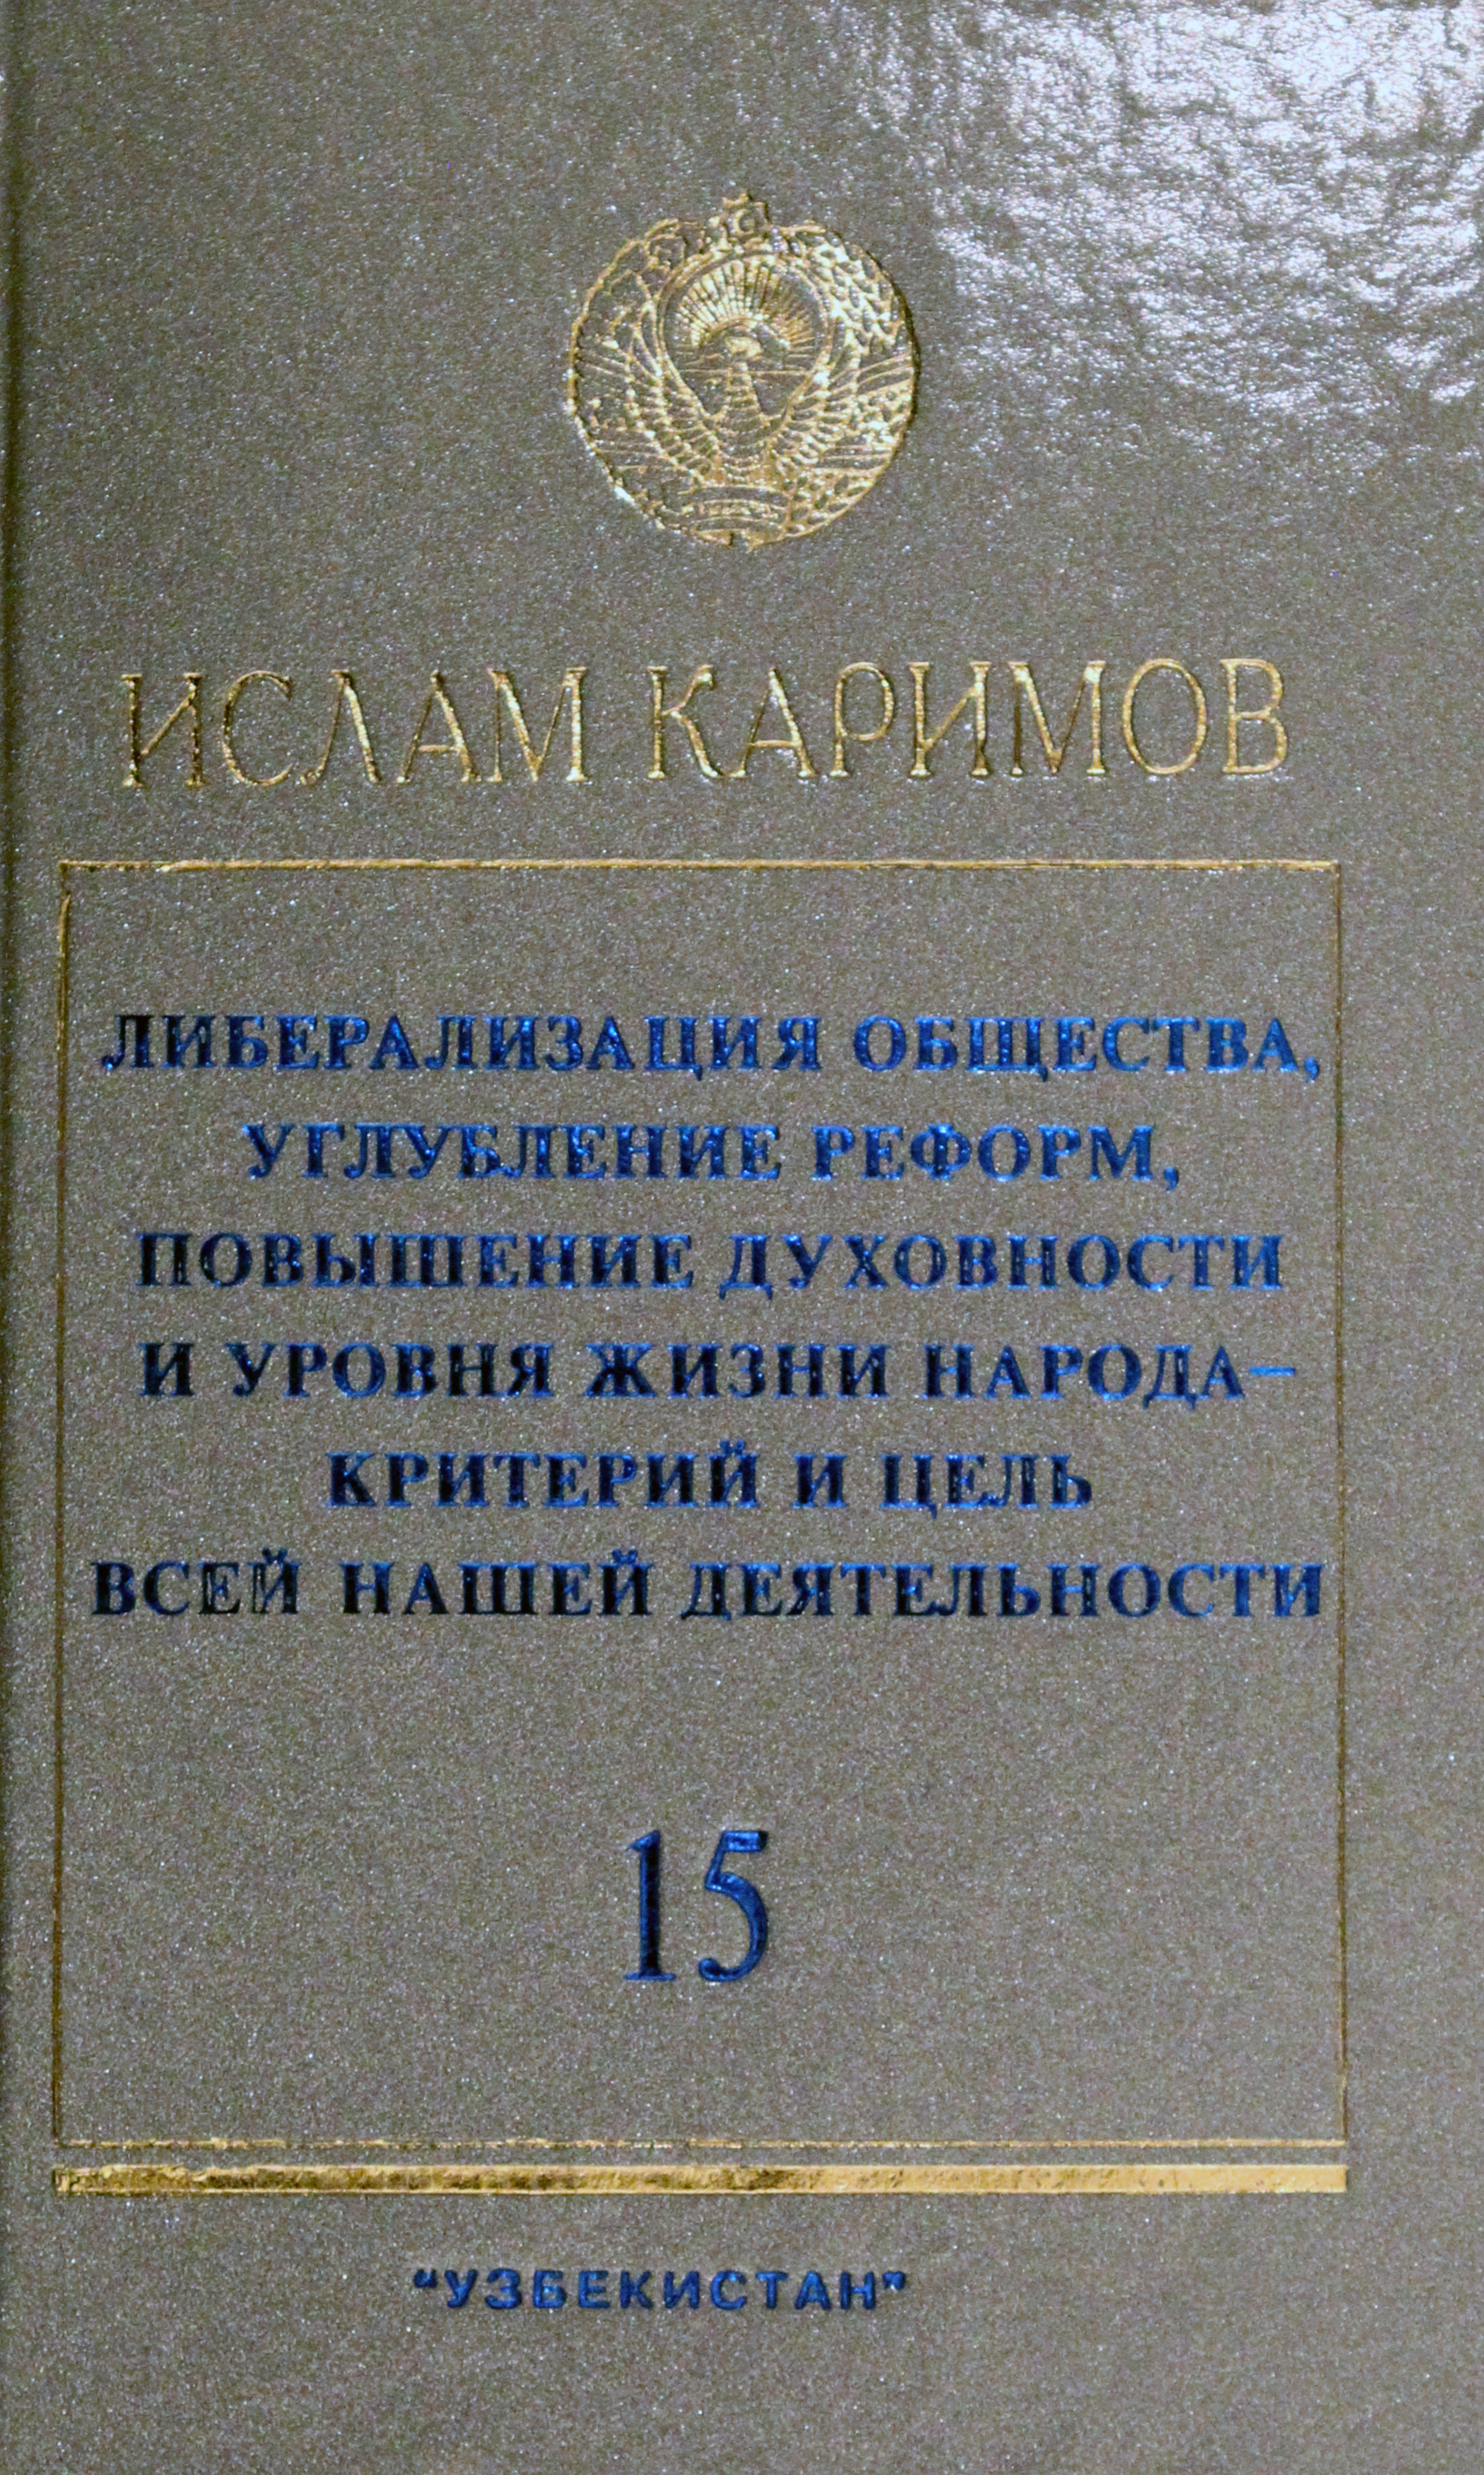 ИСЛАМ КАРИМОВ
ЛИБЕРАЛИЗАЦИЯ ОБЩЕСТВА,
УГЛУБЛЕНИЕ РЕФОРМ,
ПОВЫШЕНИЕ ДУХОВНОСТИ
И УРОВНЯ ЖИЗНИ НАРОДА–
КРИТЕРИЙ И ЦЕЛЬ
ВСЕЙ НАШЕЙ ДЕЯТЕЛЬНОСТИ
15
“УЗБЕКИСТАН”